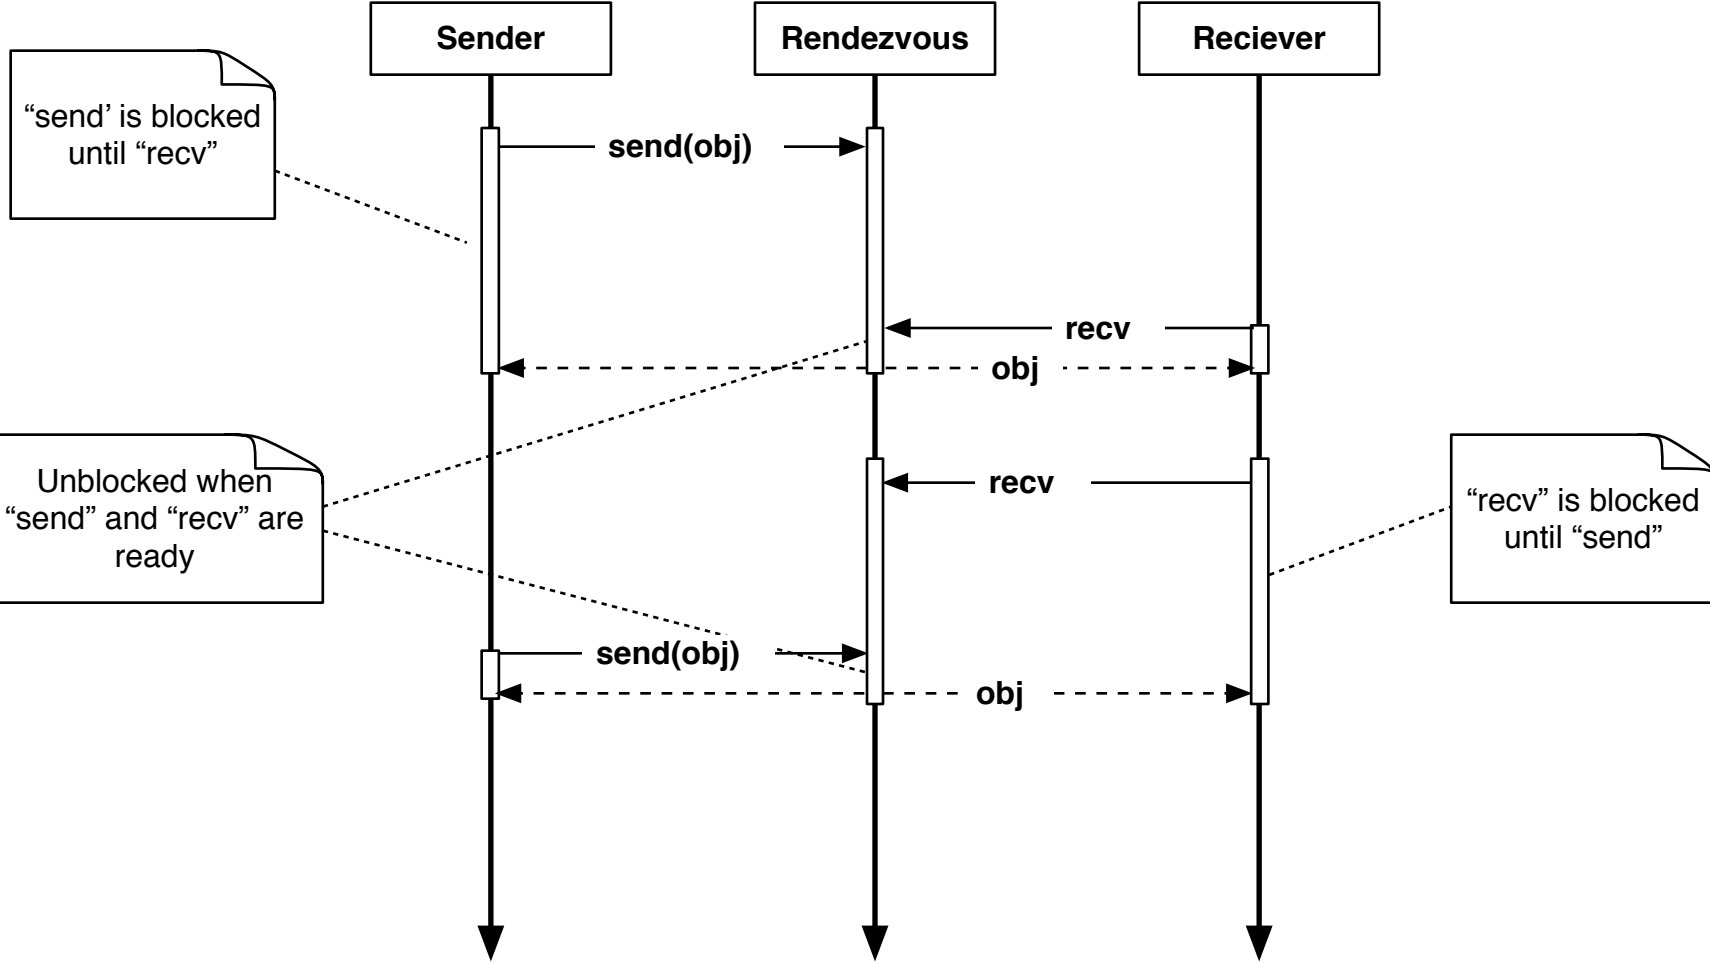 Sender
Rendezvous
Reciever
“send’ is blocked
until “recv”
send(obj)
recv
obj
Unblocked when
“send” and “recv” are
ready
recv
“recv” is blocked
until “send”
send(obj)
obj